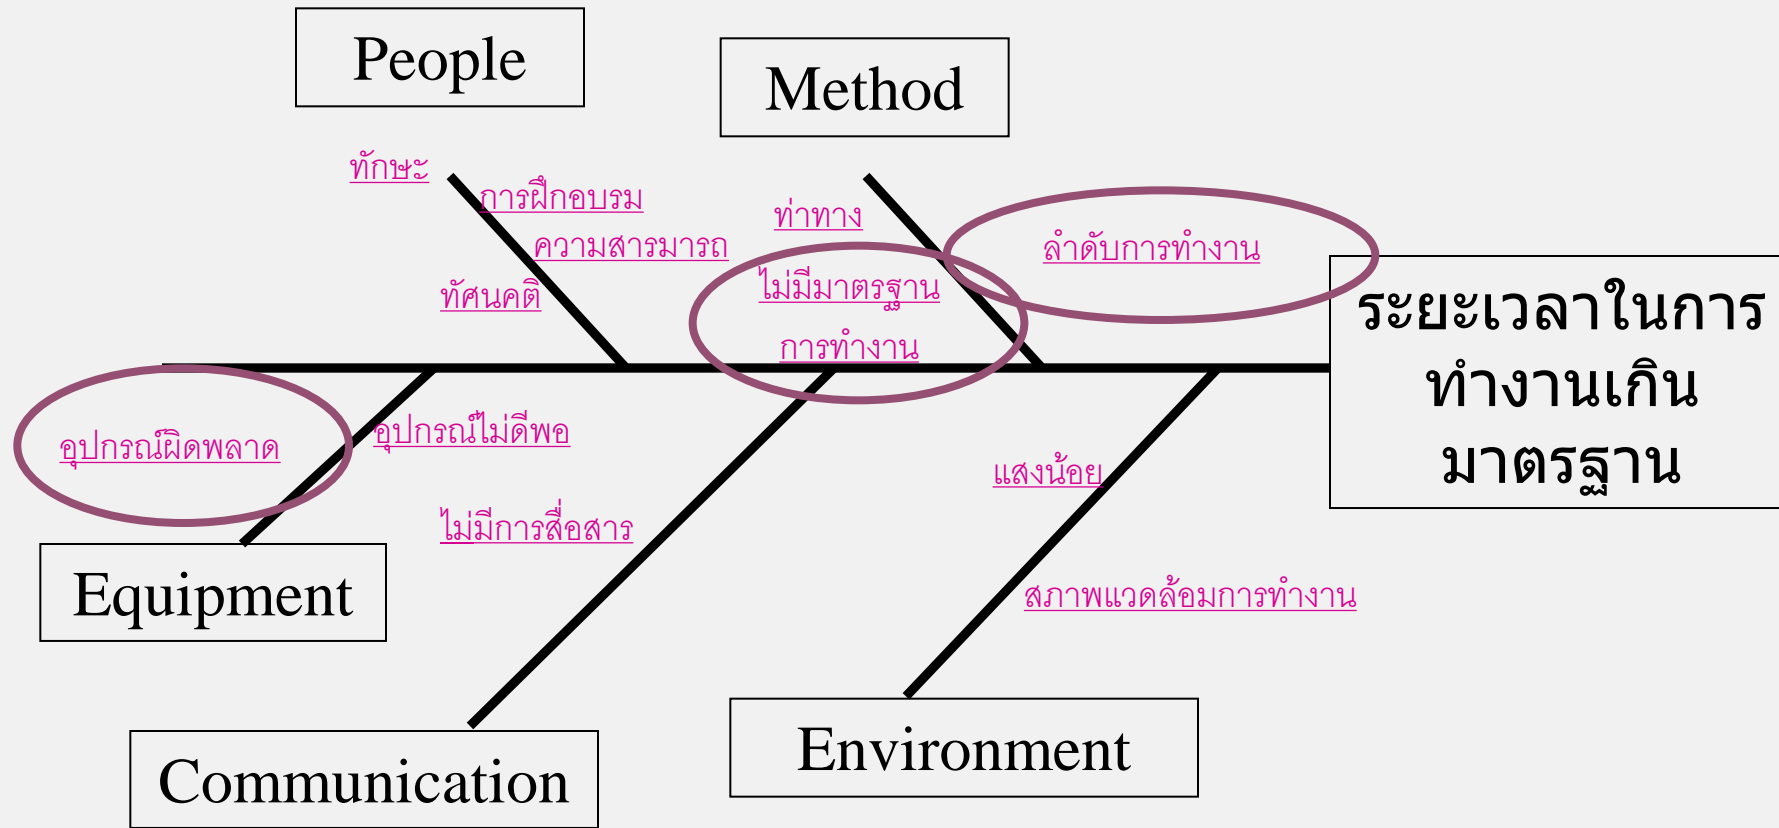 People
Method
ทักษะ
การฝึกอบรม
ความสารมารถ
ทัศนคติ
ท่าทาง
ไม่มีมาตรฐาน
การทำงาน
ลำดับการทำงาน
ระยะเวลาในการ
ทำงานเกิน
มาตรฐาน
อุปกรณ์ผิดพลาด
อุปกรณ์ไม่ดีพอ
ไม่มีการสื่อสาร
แสงน้อย
สภาพแวดล้อมการทำงาน
Equipment
Communication
Environment